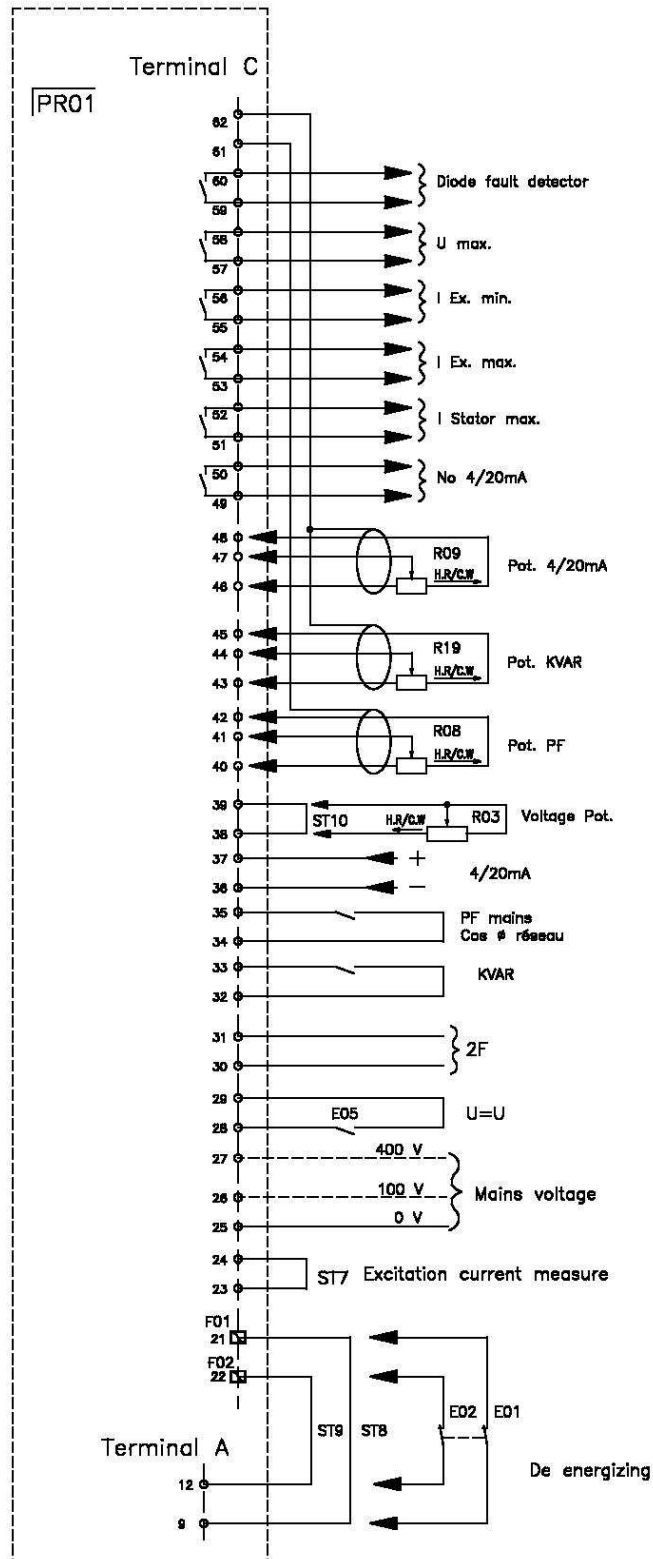 Terminal C
PR01
62
61
60
59
Diode fault detector
58
57
U max.
56
55
I Ex. min.
54
53
I Ex. max.
52
51
I Stator max.
50
49
No 4/20mA
48
47
46
R09
H.R/C.W
Pot. 4/20mA
45
44
43
R19
H.R/C.W
Pot. KVAR
42
41
40
R08
H.R/C.W
Pot. PF
39
38
ST10
H.R/C.W
R03
Voltage Pot.
37
+
36
−
4/20mA
35
34
PF mains
Cos ø réseau
33
32
KVAR
31
30
2F
29
28
E05
U=U
27
400 V
26
100 V
25
0 V
Mains voltage
24
23
ST7 Excitation current measure
F01
21
F02
22
ST9 ST8
E02 E01
De energizing
Terminal A
12
9